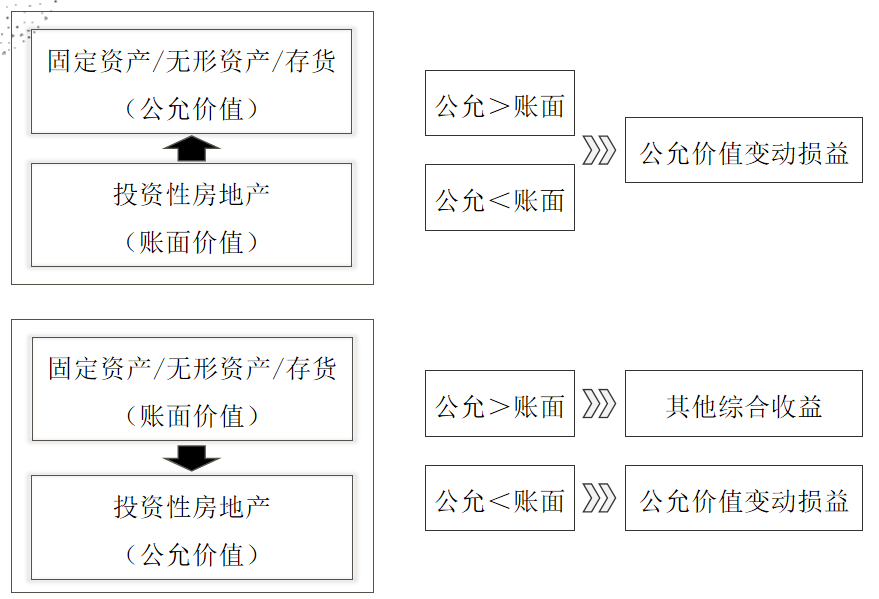 固定资产/无形资产/存货
（公允价值）
投资性房地产
（账面价值）
公允＞账面
公允＜账面
公允价值变动损益
固定资产/无形资产/存货
（账面价值）
投资性房地产
（公允价值）
公允＞账面
其他综合收益
公允＜账面
公允价值变动损益